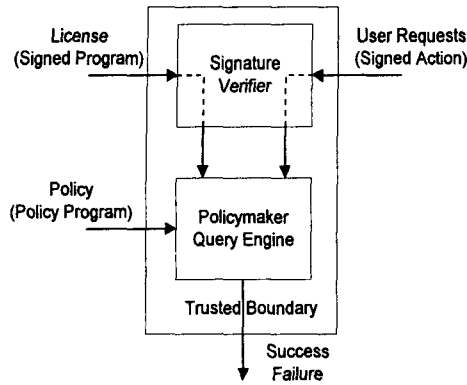 License
(Signed Program)
User Requests
(Signed Action)
Signature
Verifier
Policy
(Policy Program)
Policymaker
Query Engine
Trusted Boundary
Success
Failure